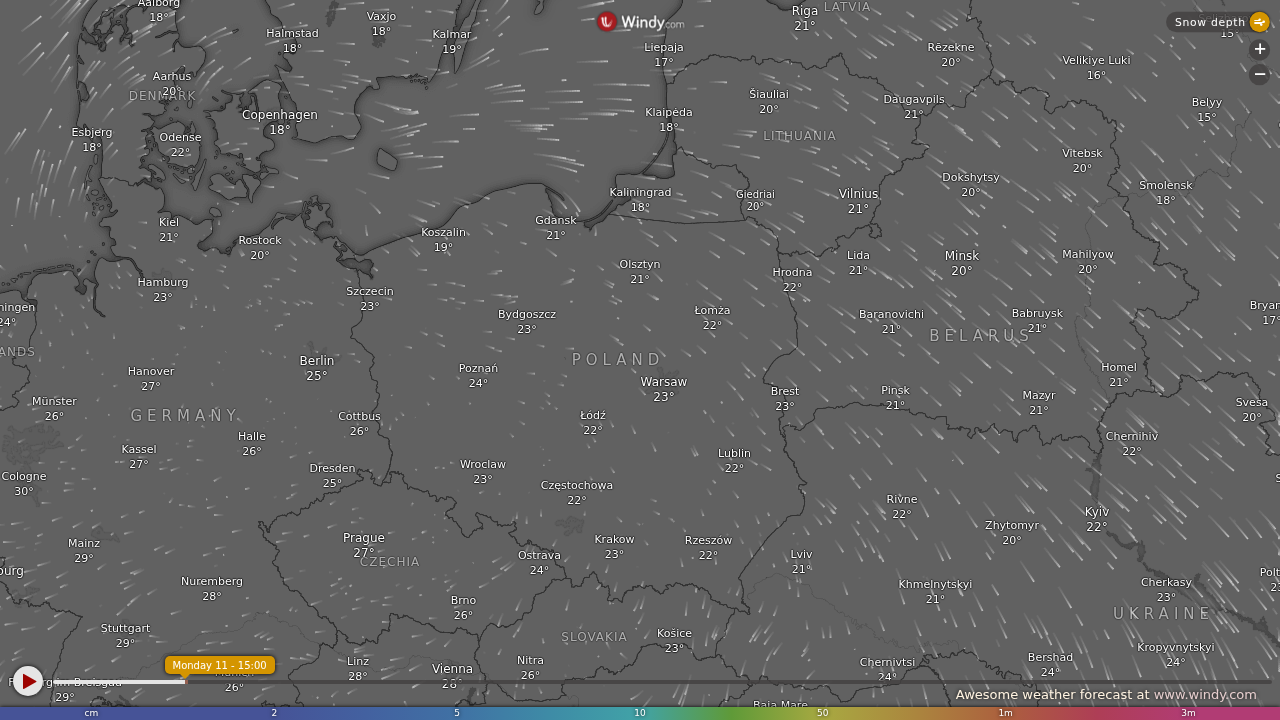 Aalborg
18°
Vaxjo
18°
Halmstad
18°
Kalmar
19°
Windy.com
Liepaja
17°
Riga
21°
LATVIA
Snow depth
15°
Rēzekne
20°
Velikiye Luki
16°
+
−
Aarhus
20°
DENMARK
Copenhagen
18°
Esbjerg
18°
Odense
22°
Klaipėda
18°
Šiauliai
20°
LITHUANIA
Daugavpils
21°
Belyy
15°
Vitebsk
20°
Dokshytsy
20°
Smolensk
18°
Kaliningrad
18°
Giedriai
20°
Vilnius
21°
Kiel
21°
Rostock
20°
Koszalin
19°
Gdansk
21°
Olsztyn
21°
Hrodna
22°
Lida
21°
Minsk
20°
Mahilyow
20°
Hamburg
23°
Szczecin
23°
Bydgoszcz
23°
Łomża
22°
Baranovichi
21°
Babruysk
21°
BELARUS
24°
17°
Berlin
25°
Hanover
27°
Poznań
24°
POLAND
Warsaw
23°
Brest
23°
Pinsk
21°
Mazyr
21°
Homel
21°
Svesa
20°
Münster
26°
GERMANY
Cottbus
26°
Łódź
22°
Halle
26°
Kassel
27°
Chernihiv
22°
Lublin
22°
Dresden
25°
Wroclaw
23°
Częstochowa
22°
Cologne
30°
Rivne
22°
Zhytomyr
20°
Kyiv
22°
Mainz
29°
Prague
27°
CZECHIA
Ostrava
24°
Krakow
23°
Rzeszów
22°
Lviv
21°
Nuremberg
28°
Brno
26°
Khmelnytskyi
21°
Cherkasy
23°
UKRAINE
Stuttgart
29°
SLOVAKIA
Košice
23°
Kropyvnytskyi
24°
Monday 11 - 15:00
Linz
28°
Vienna
28°
Nitra
26°
Chernivtsi
24°
Bershad
24°
29°
26°
Awesome weather forecast at www.windy.com
Baia Mare
cm 2 5 10 50 1m 3m